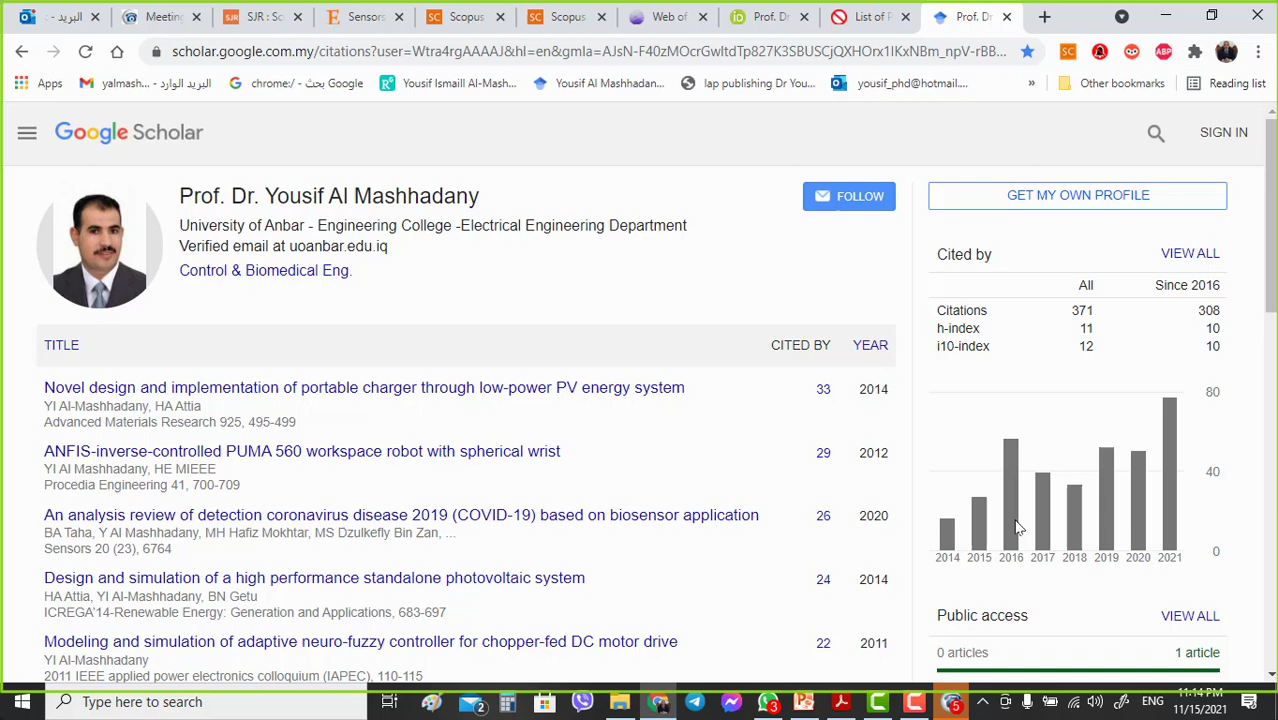 البريد
Meeting
SJR SJR : Sc
Sensors
SC Scopus
SC Scopus
Web of
iD Prof. Dr
List of P
Prof. Dr
scholar.google.com.my/citations?user=Wtra4rqAAAAJ&hl=en&gmla=AJsN-F40zMOcrGwltdTp827K3SBUSCjQXHOrx1IKxNBm_npV-rBB...
SC
ABP
Apps
yalmash... - البريد الوارد
chrome:/ - بحث Google
Yousif Ismaill Al-Mash...
Yousif Al Mashhadan...
lap publishing Dr You...
yousif_phd@hotmail....
»
Other bookmarks
Reading list
Google Scholar
SIGN IN
Prof. Dr. Yousif Al Mashhadany
FOLLOW
University of Anbar - Engineering College -Electrical Engineering Department
Verified email at uoanbar.edu.iq
Control & Biomedical Eng.
TITLE CITED BY YEAR
Novel design and implementation of portable charger through low-power PV energy system 33 2014
YI Al-Mashhadany, HA Attia
Advanced Materials Research 925, 495-499
ANFIS-inverse-controlled PUMA 560 workspace robot with spherical wrist 29 2012
YI Al Mashhadany, HE MIEEE
Procedia Engineering 41, 700-709
An analysis review of detection coronavirus disease 2019 (COVID-19) based on biosensor application 26 2020
BA Taha, Y Al Mashhadany, MH Hafiz Mokhtar, MS Dzulkefly Bin Zan, ...
Sensors 20 (23), 6764
Design and simulation of a high performance standalone photovoltaic system 24 2014
HA Attia, YI Al-Mashhadany, BN Getu
ICREGA'14-Renewable Energy: Generation and Applications, 683-697
Modeling and simulation of adaptive neuro-fuzzy controller for chopper-fed DC motor drive 22 2011
YI Al-Mashhadany
2011 IEEE applied power electronics colloquium (IAPEC), 110-115
GET MY OWN PROFILE
Cited by VIEW ALL
All Since 2016
Citations 371 308
h-index 11 10
i10-index 12 10
80
40
0
2014 2015 2016 2017 2018 2019 2020 2021
Public access VIEW ALL
0 articles 1 article
Type here to search
2
3
5
ENG
11:14 PM
11/15/2021